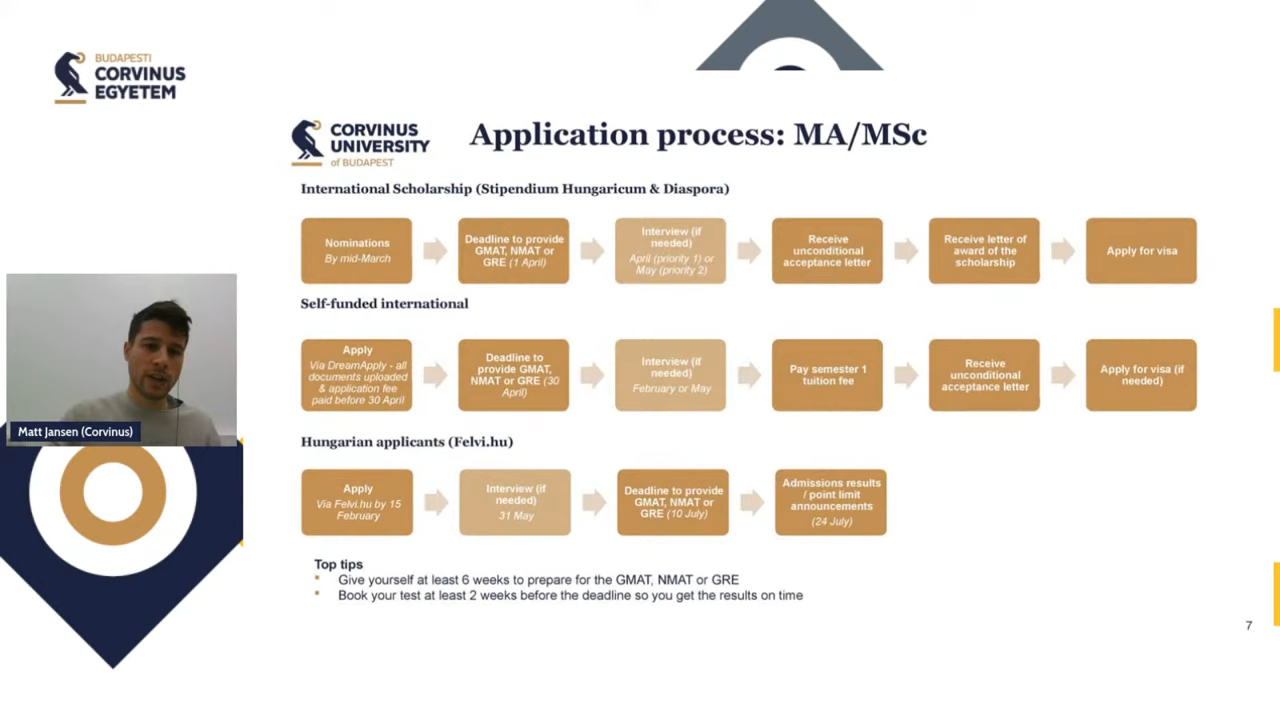 BUDAPESTI
CORVINUS
EGYETEM
CORVINUS
UNIVERSITY
of BUDAPEST
Application process: MA/MSc
International Scholarship (Stipendium Hungaricum & Diaspora)
Nominations
By mid-March
Deadline to provide
GMAT, NMAT or
GRE (1 April)
Interview (if
needed)
April (priority 1) or
May (priority 2)
Receive
unconditional
acceptance letter
Receive letter of
award of the
scholarship
Apply for visa
Self-funded international
Apply
Via DreamApply - all
documents uploaded
& application fee
paid before 30 April
Deadline to
provide GMAT,
NMAT or GRE (30
April)
Interview (if
needed)
February or May
Pay semester 1
tuition fee
Receive
unconditional
acceptance letter
Apply for visa (if
needed)
Matt Jansen (Corvinus)
Hungarian applicants (Felvi.hu)
Apply
Via Felvi.hu by 15
February
Interview (if
needed)
31 May
Deadline to provide
GMAT, NMAT or
GRE (10 July)
Admissions results
/ point limit
announcements
(24 July)
Top tips
Give yourself at least 6 weeks to prepare for the GMAT, NMAT or GRE
Book your test at least 2 weeks before the deadline so you get the results on time
7